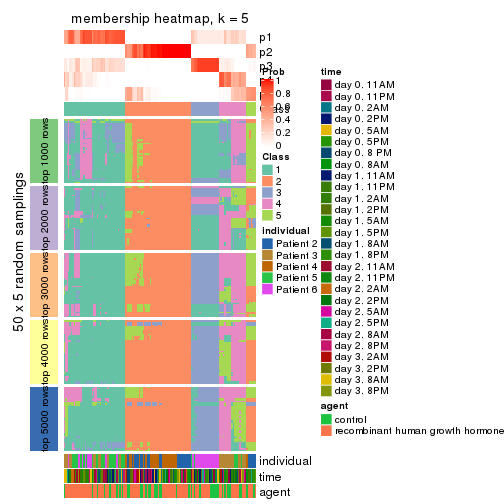 membership heatmap, k = 5
p1
p2
p3
Prob
1
0.8
0.6
0.4
0.2
0
Class
1
2
3
4
5
individual
Patient 2
Patient 3
Patient 4
Patient 5
Patient 6
time
day 0. 11AM
day 0. 11PM
day 0. 2AM
day 0. 2PM
day 0. 5AM
day 0. 5PM
day 0. 8 PM
day 0. 8AM
day 1. 11AM
day 1. 11PM
day 1. 2AM
day 1. 2PM
day 1. 5AM
day 1. 5PM
day 1. 8AM
day 1. 8PM
day 2. 11AM
day 2. 11PM
day 2. 2AM
day 2. 2PM
day 2. 5AM
day 2. 5PM
day 2. 8AM
day 2. 8PM
day 3. 2AM
day 3. 2PM
day 3. 8AM
day 3. 8PM
agent
control
recombinant human growth hormone
50 x 5 random samplings
top 1000 rows
top 2000 rows
top 3000 rows
top 4000 rows
top 5000 rows
individual
time
agent